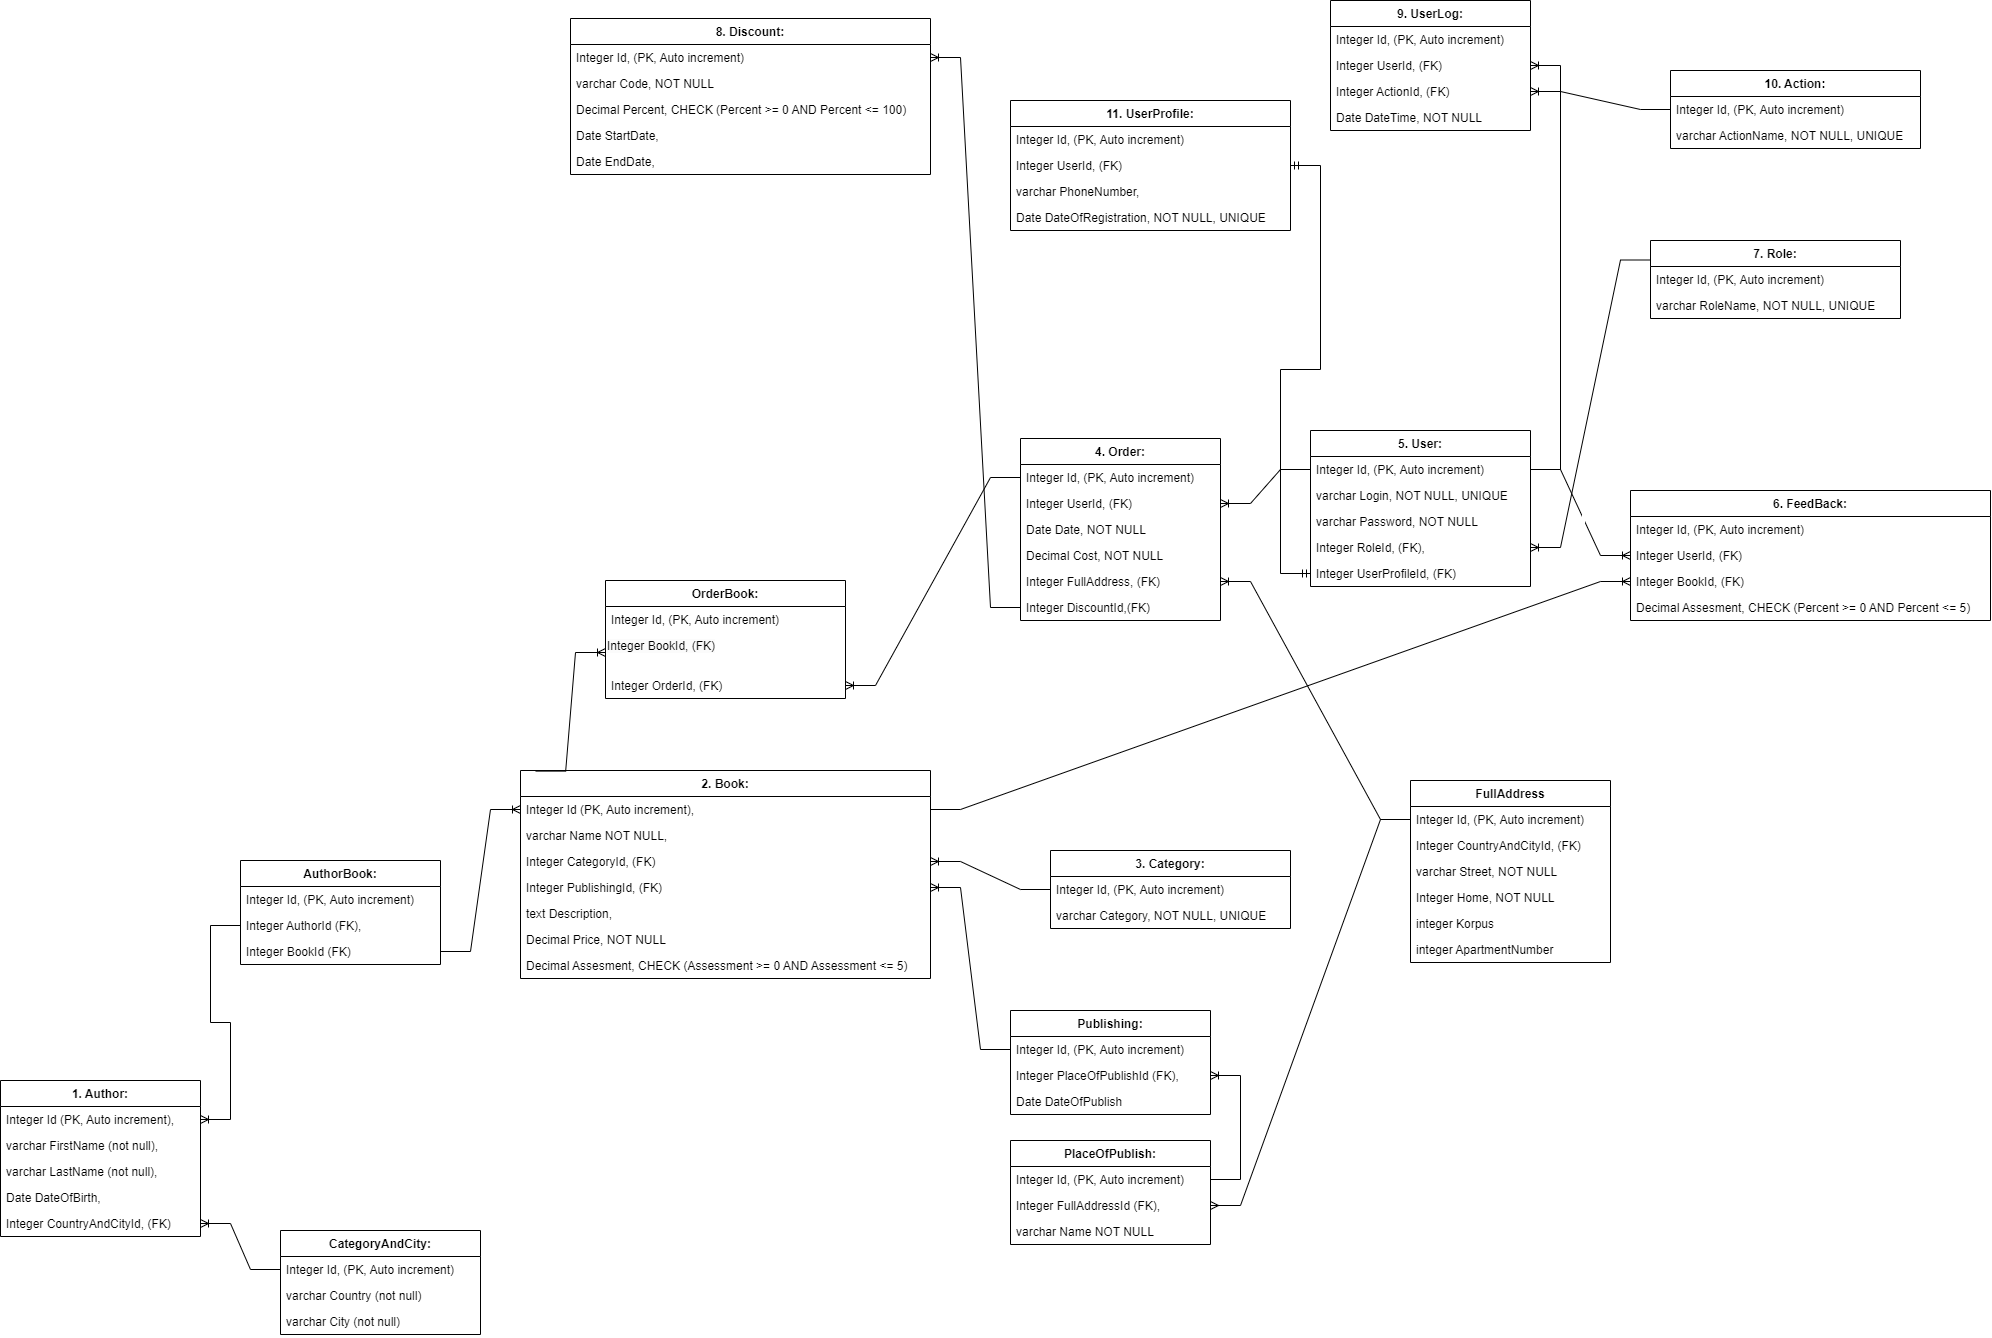 8. Discount:
Integer Id, (PK, Auto increment)
varchar Code, NOT NULL
Decimal Percent, CHECK (Percent >= 0 AND Percent <= 100)
Date StartDate,
Date EndDate,
11. UserProfile:
Integer Id, (PK, Auto increment)
Integer UserId, (FK)
varchar PhoneNumber,
Date DateOfRegistration, NOT NULL, UNIQUE
9. UserLog:
Integer Id, (PK, Auto increment)
Integer UserId, (FK)
Integer ActionId, (FK)
Date DateTime, NOT NULL
10. Action:
Integer Id, (PK, Auto increment)
varchar ActionName, NOT NULL, UNIQUE
7. Role:
Integer Id, (PK, Auto increment)
varchar RoleName, NOT NULL, UNIQUE
4. Order:
Integer Id, (PK, Auto increment)
Integer UserId, (FK)
Date Date, NOT NULL
Decimal Cost, NOT NULL
Integer FullAddress, (FK)
Integer DiscountId,(FK)
5. User:
Integer Id, (PK, Auto increment)
varchar Login, NOT NULL, UNIQUE
varchar Password, NOT NULL
Integer RoleId, (FK),
Integer UserProfileId, (FK)
6. FeedBack:
Integer Id, (PK, Auto increment)
Integer UserId, (FK)
Integer BookId, (FK)
Decimal Assesment, CHECK (Percent >= 0 AND Percent <= 5)
OrderBook:
Integer Id, (PK, Auto increment)
Integer BookId, (FK)
Integer OrderId, (FK)
2. Book:
Integer Id (PK, Auto increment),
varchar Name NOT NULL,
Integer CategoryId, (FK)
Integer PublishingId, (FK)
text Description,
Decimal Price, NOT NULL
Decimal Assesment, CHECK (Assessment >= 0 AND Assessment <= 5)
FullAddress
Integer Id, (PK, Auto increment)
Integer CountryAndCityId, (FK)
varchar Street, NOT NULL
Integer Home, NOT NULL
integer Korpus
integer ApartmentNumber
3. Category:
Integer Id, (PK, Auto increment)
varchar Category, NOT NULL, UNIQUE
AuthorBook:
Integer Id, (PK, Auto increment)
Integer AuthorId (FK),
Integer BookId (FK)
Publishing:
Integer Id, (PK, Auto increment)
Integer PlaceOfPublishId (FK),
Date DateOfPublish
PlaceOfPublish:
Integer Id, (PK, Auto increment)
Integer FullAddressId (FK),
varchar Name NOT NULL
1. Author:
Integer Id (PK, Auto increment),
varchar FirstName (not null),
varchar LastName (not null),
Date DateOfBirth,
Integer CountryAndCityId, (FK)
CategoryAndCity:
Integer Id, (PK, Auto increment)
varchar Country (not null)
varchar City (not null)